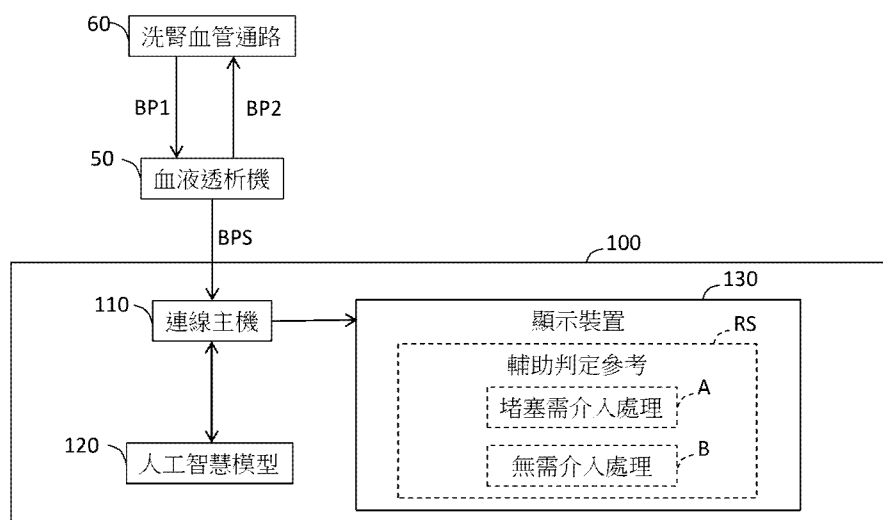 60
洗腎血管通路
BP1
BP2
50
血液透析機
BPS
100
110
連線主機
130
顯示裝置
RS
輔助判定參考
A
堵塞需介入處理
B
無需介入處理
120
人工智慧模型